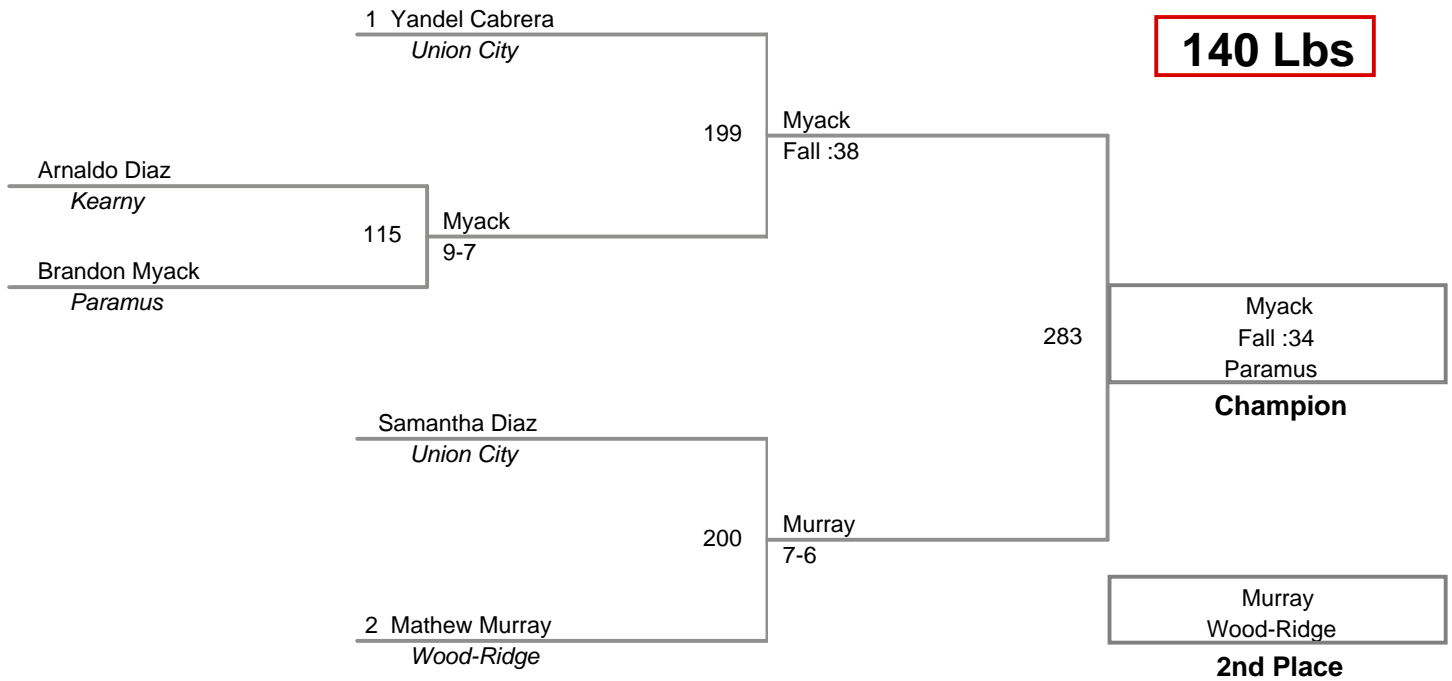 1 Yandel Cabrera
Union City
140 Lbs
199
Myack
Fall :38
Arnaldo Diaz
Kearny
115
Myack
9-7
Brandon Myack
Paramus
283
Myack
Fall :34
Paramus
Champion
Samantha Diaz
Union City
200
Murray
7-6
2 Mathew Murray
Wood-Ridge
Murray
Wood-Ridge
2nd Place